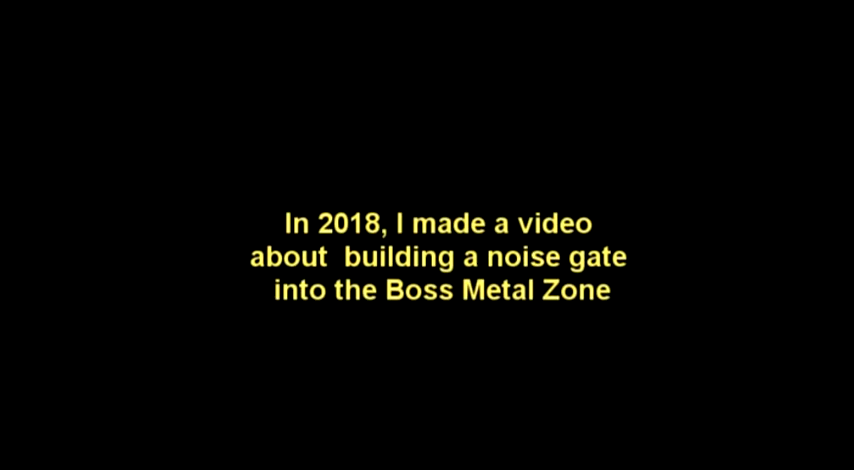 In 2018, I made a video
about  building a noise gate
into the Boss Metal Zone